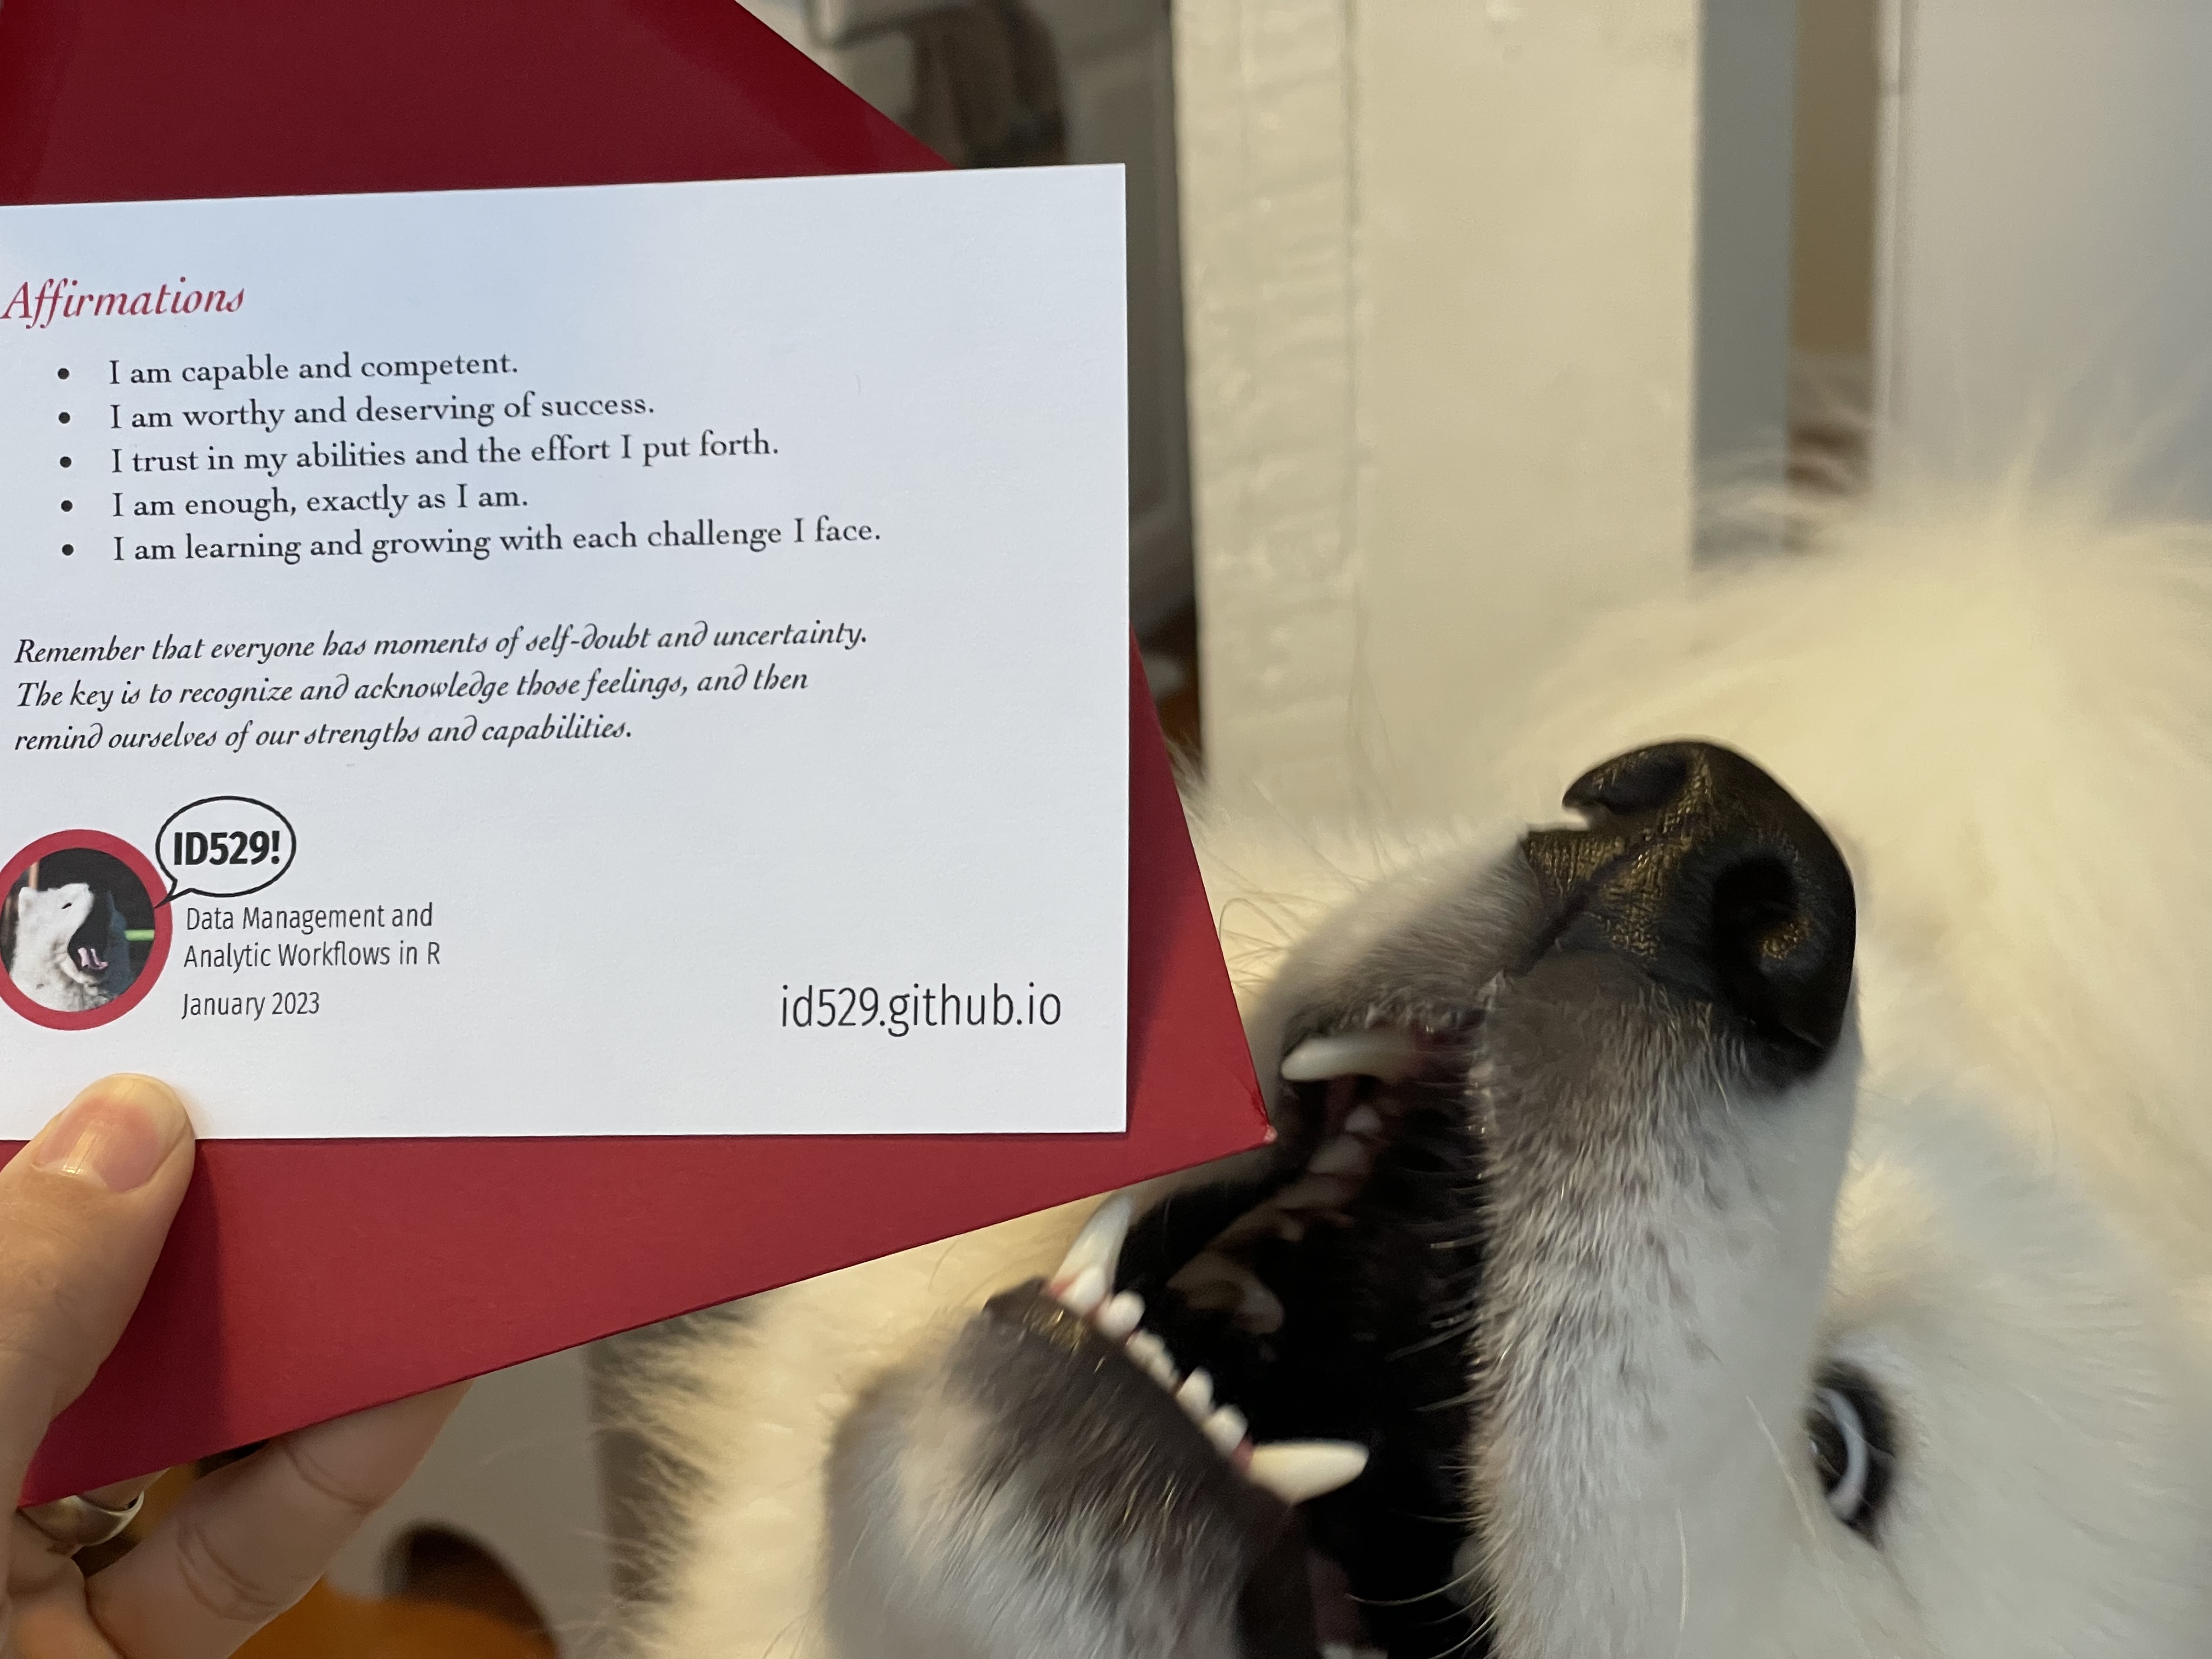 Affirmations
• I am capable and competent.
• I am worthy and deserving of success.
• I trust in my abilities and the effort I put forth.
• I am enough, exactly as I am.
• I am learning and growing with each challenge I face.
Remember that everyone has moments of self-doubt and uncertainty.
The key is to recognize and acknowledge those feelings, and then
remind ourselves of our strengths and capabilities.
ID529!
Data Management and
Analytic Workflows in R
January 2023
id529.github.io